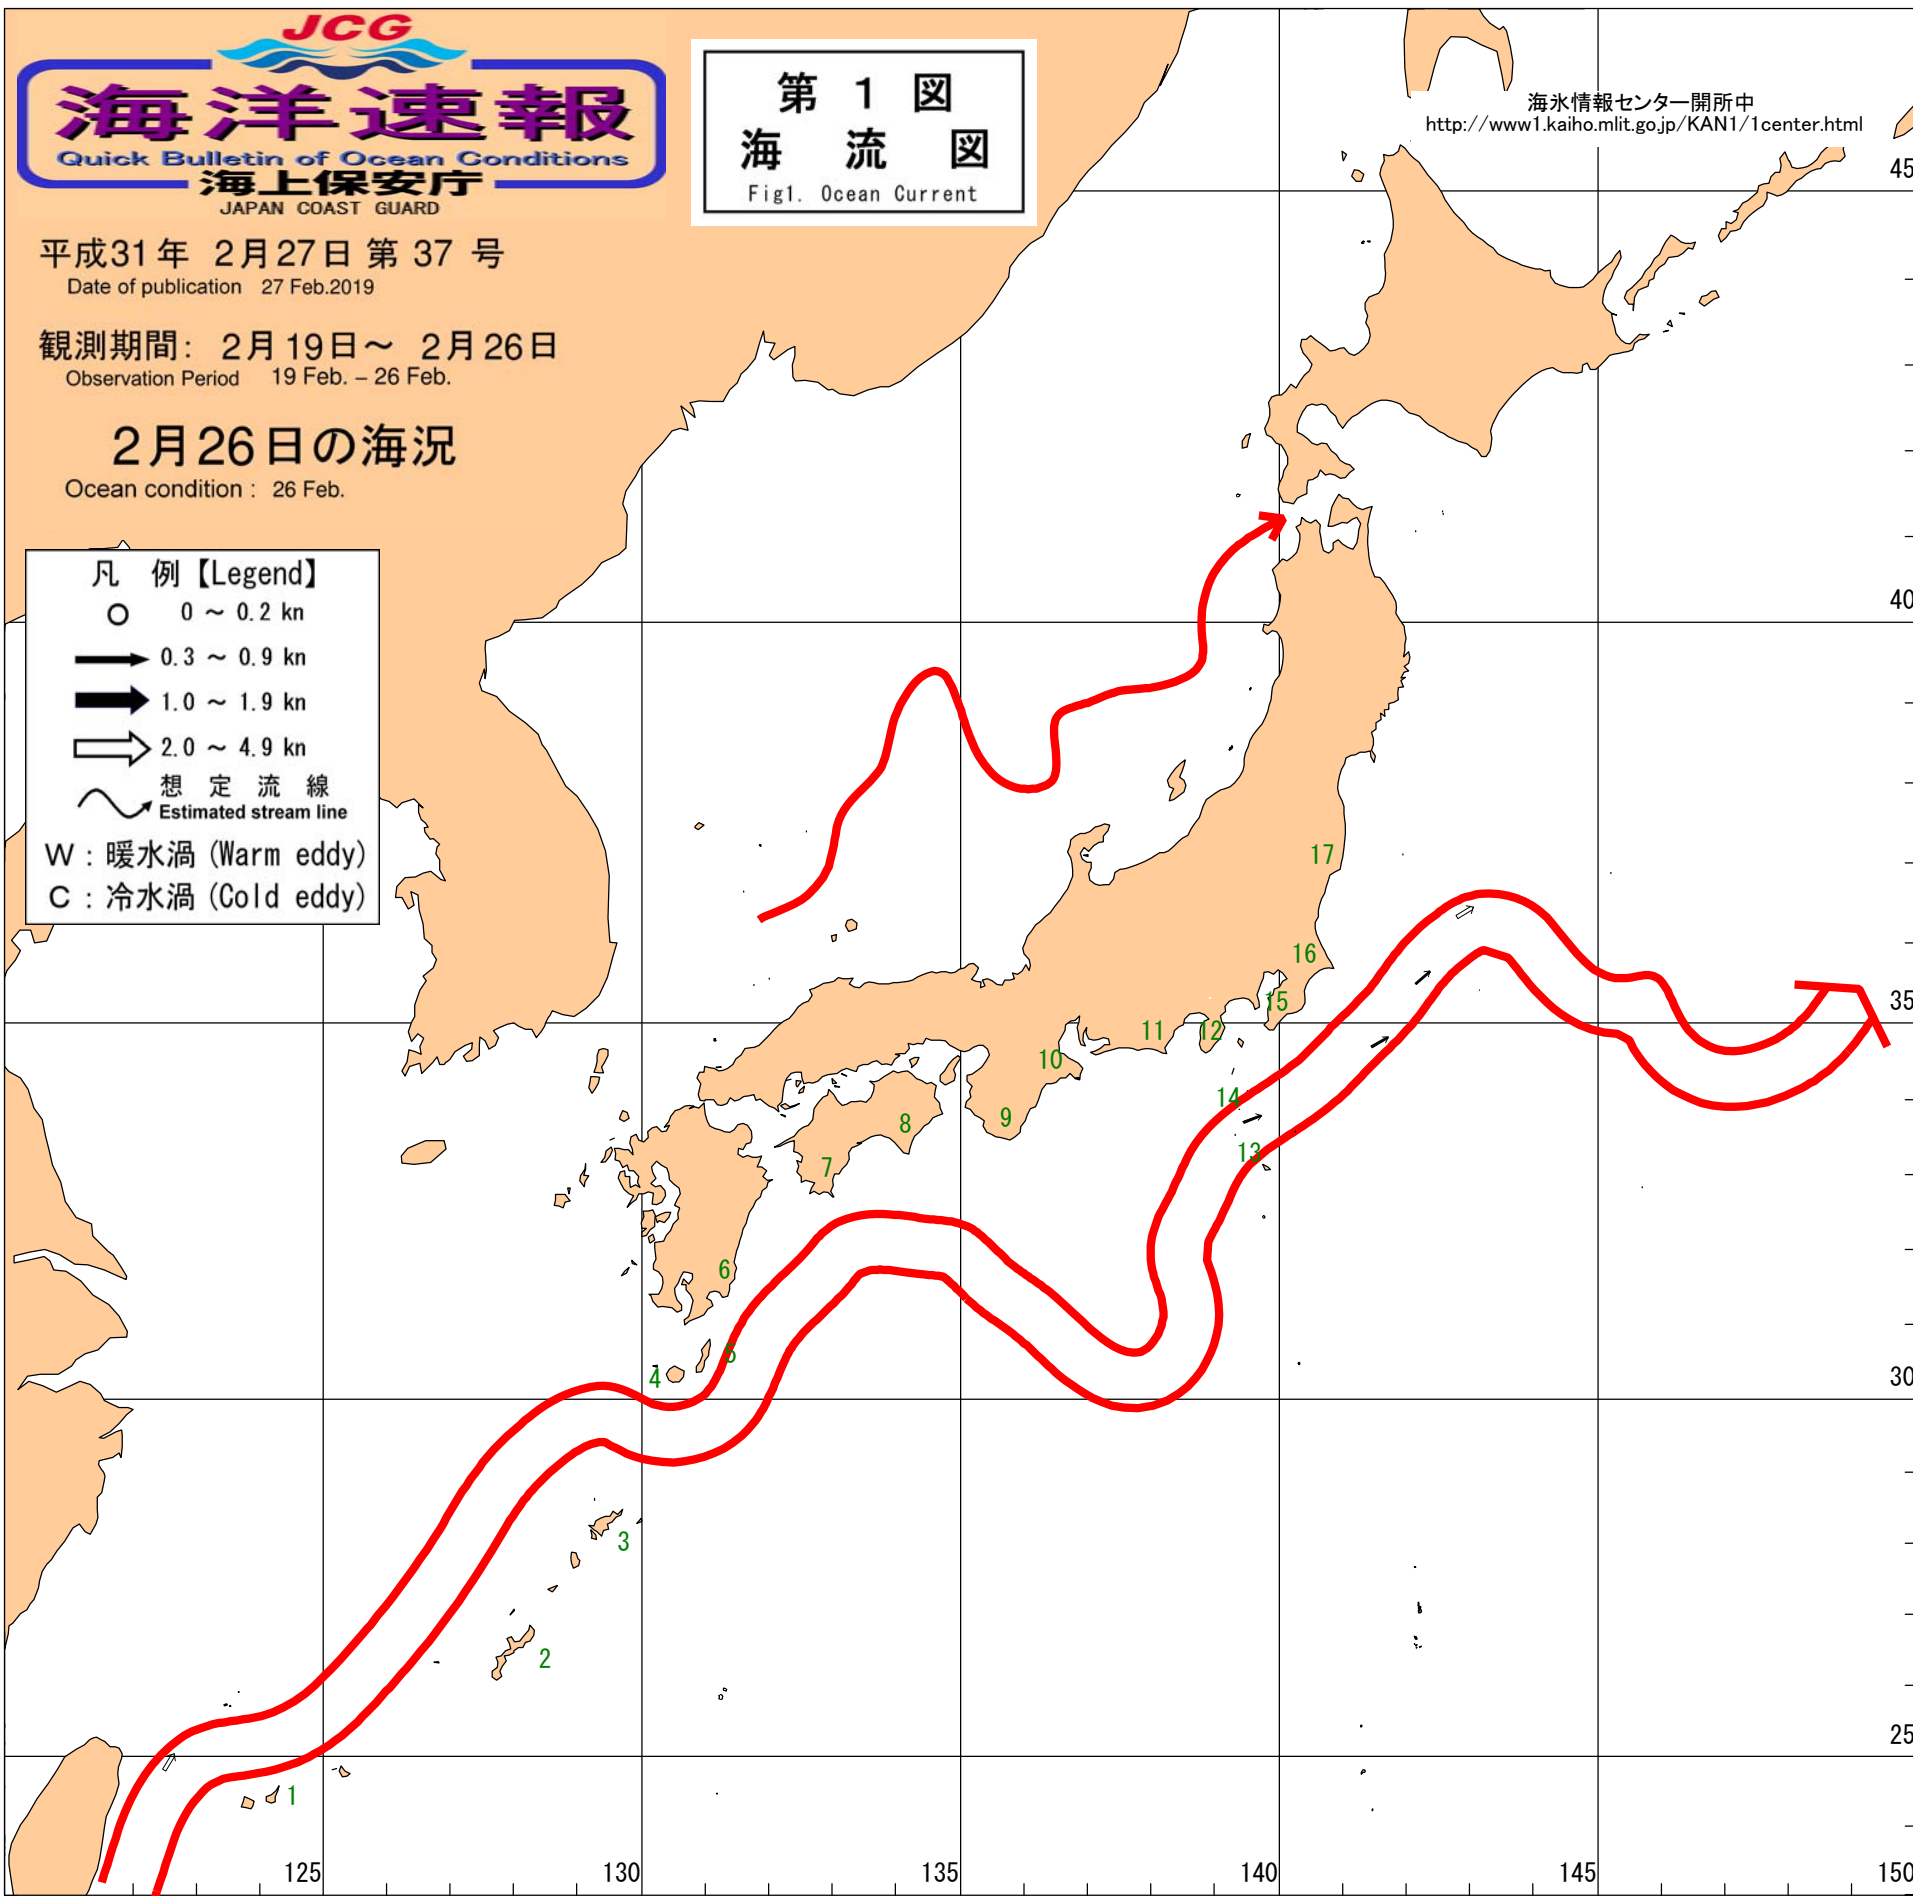 JCG
海洋速報
Quick Bulletin of Ocean Conditions
海上保安庁
JAPAN COAST GUARD
第 1 図
海 流 図
Fig1. Ocean Current
海氷情報センター開所中
http://www1.kaiho.mlit.go.jp/KAN1/1center.html
平成31年 2月27日 第 37 号
Date of publication 27 Feb.2019
観測期間: 2月19日～ 2月26日
Observation Period 19 Feb. – 26 Feb.
2月26日の海況
Ocean condition : 26 Feb.
凡 例【Legend】
0 ～ 0.2 kn
0.3 ～ 0.9 kn
1.0 ～ 1.9 kn
2.0 ～ 4.9 kn
想 定 流 線
Estimated stream line
W : 暖水渦 (Warm eddy)
C : 冷水渦 (Cold eddy)
45
40
35
30
25
17
16
15
11
12
10
14
9
8
13
7
6
5
4
3
2
1
125
130
135
140
145
150